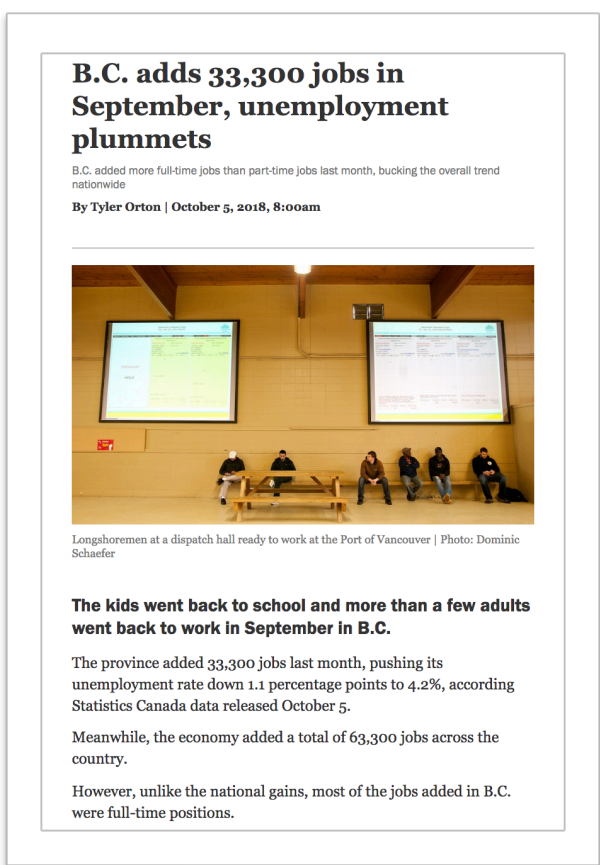 B.C. adds 33,300 jobs in
September, unemployment
plummets
B.C. added more full-time jobs than part-time jobs last month, bucking the overall trend
nationwide
By Tyler Orton | October 5, 2018, 8:00am
Longshoremen at a dispatch hall ready to work at the Port of Vancouver | Photo: Dominic
Schaefer
The kids went back to school and more than a few adults
went back to work in September in B.C.
The province added 33,300 jobs last month, pushing its
unemployment rate down 1.1 percentage points to 4.2%, according
Statistics Canada data released October 5.
Meanwhile, the economy added a total of 63,300 jobs across the
country.
However, unlike the national gains, most of the jobs added in B.C.
were full-time positions.